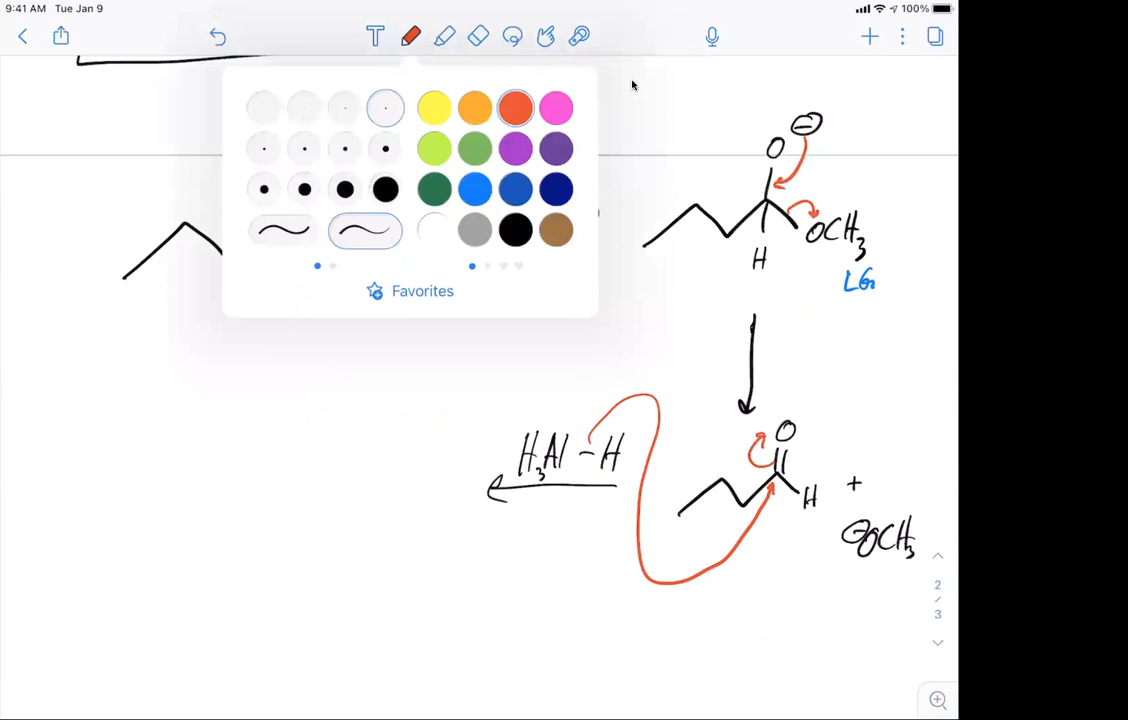 9:41 AM Tue Jan 9
100%
T
Favorites
O
⊖
OCH₃
H
LG
O
H₃Al − H
H
+
⊖OCH₃
2
/
3